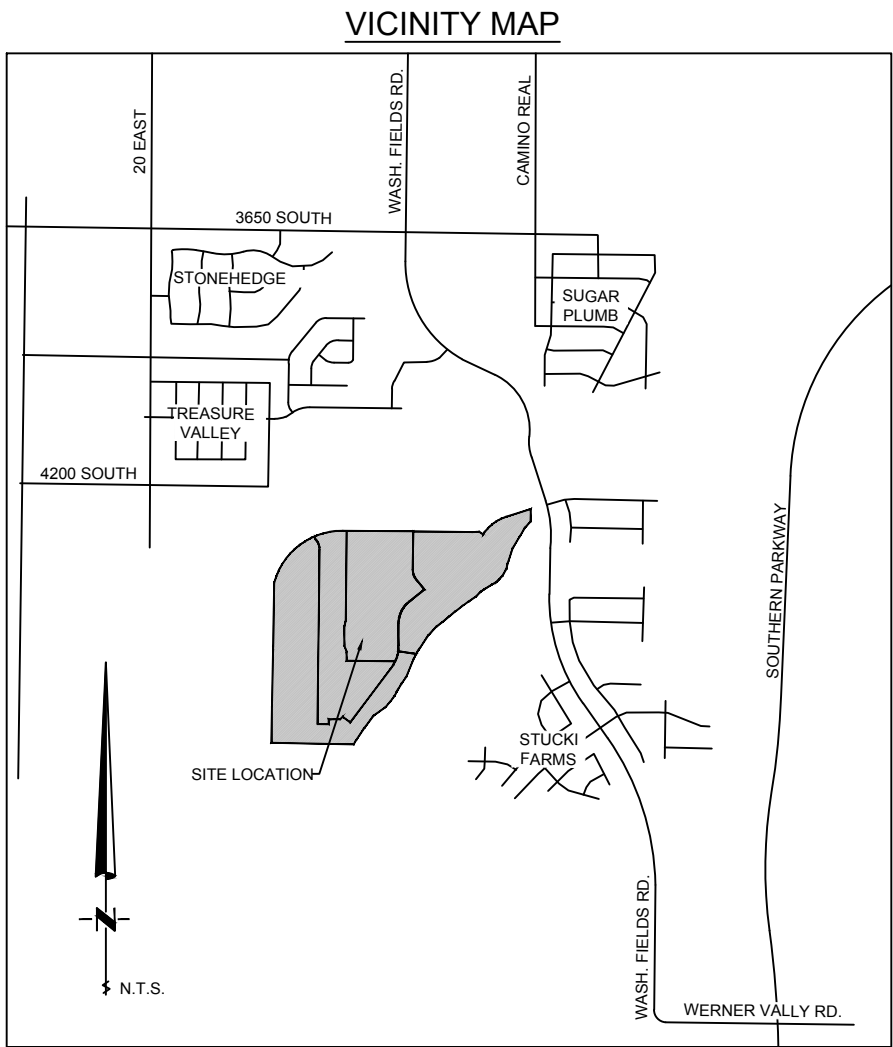 VICINITY MAP
20 EAST
WASH. FIELDS RD.
CAMINO REAL
3650 SOUTH
STONEHEDGE
SUGAR
PLUMB
TREASURE
VALLEY
4200 SOUTH
SOUTHERN PARKWAY
STUCKI
FARMS
SITE LOCATION
WASH. FIELDS RD.
N
N.T.S.
WERNER VALLY RD.